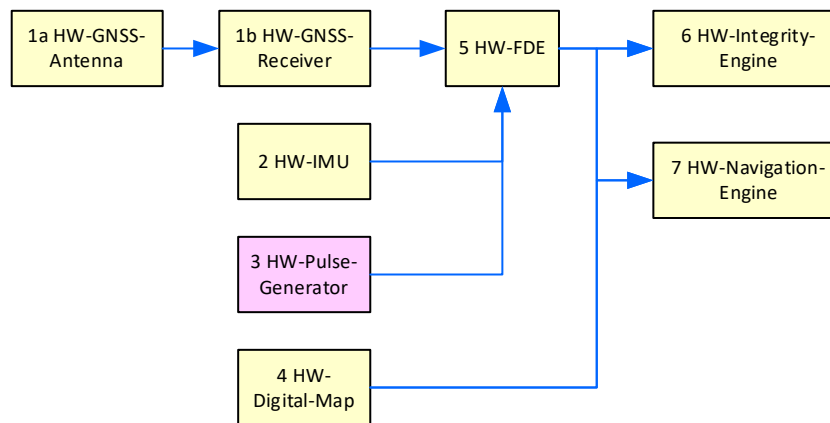 1a HW-GNSS-
Antenna
1b HW-GNSS-
Receiver
5 HW-FDE
6 HW-Integrity-
Engine
2 HW-IMU
7 HW-Navigation-
Engine
3 HW-Pulse-
Generator
4 HW-
Digital-Map